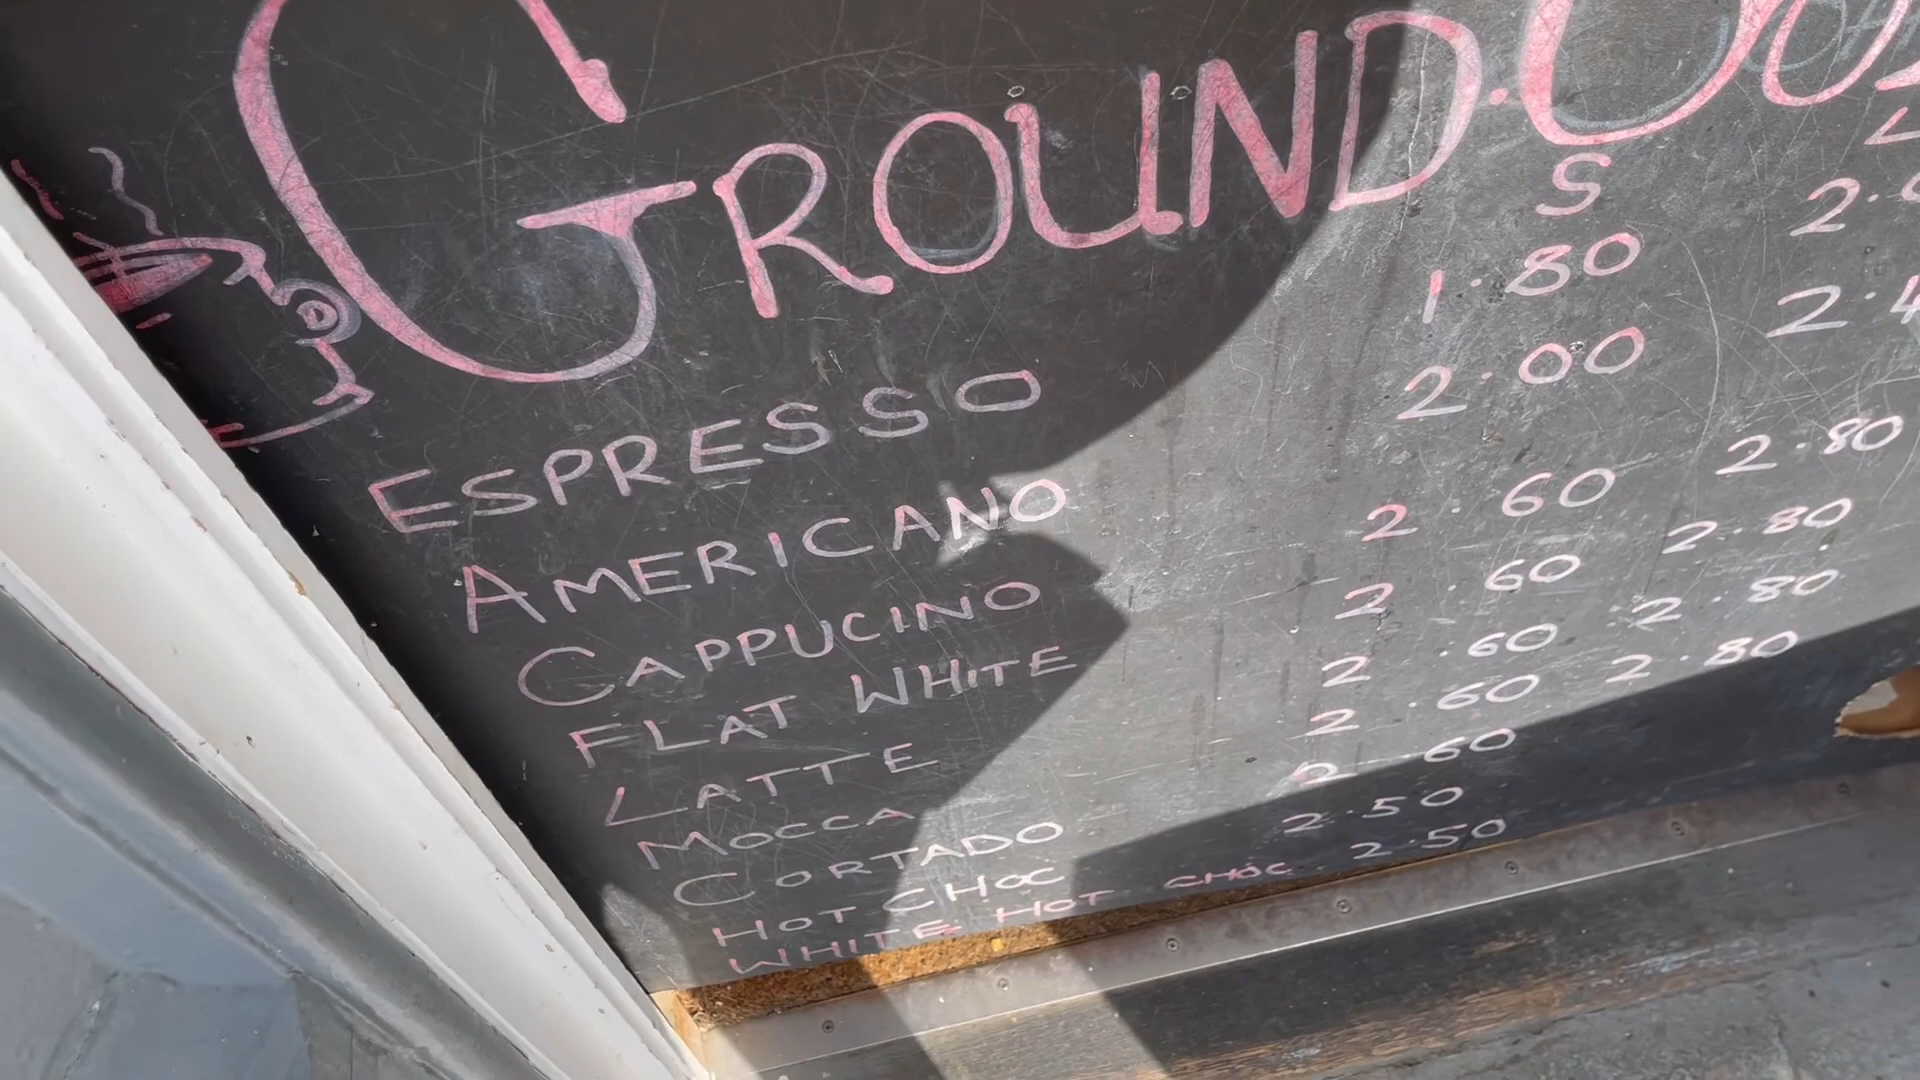 GROUND.
S L
ESPRESSO 1.80
AMERICANO 2.00
CAPPUCINO 2.60 2.80
FLAT WHITE 2.60 2.80
LATTE 2.60 2.80
MOCCA 2.60 2.80
CORTADO 2.60
HOT CHOC 2.50
WHITE HOT CHOC 2.50